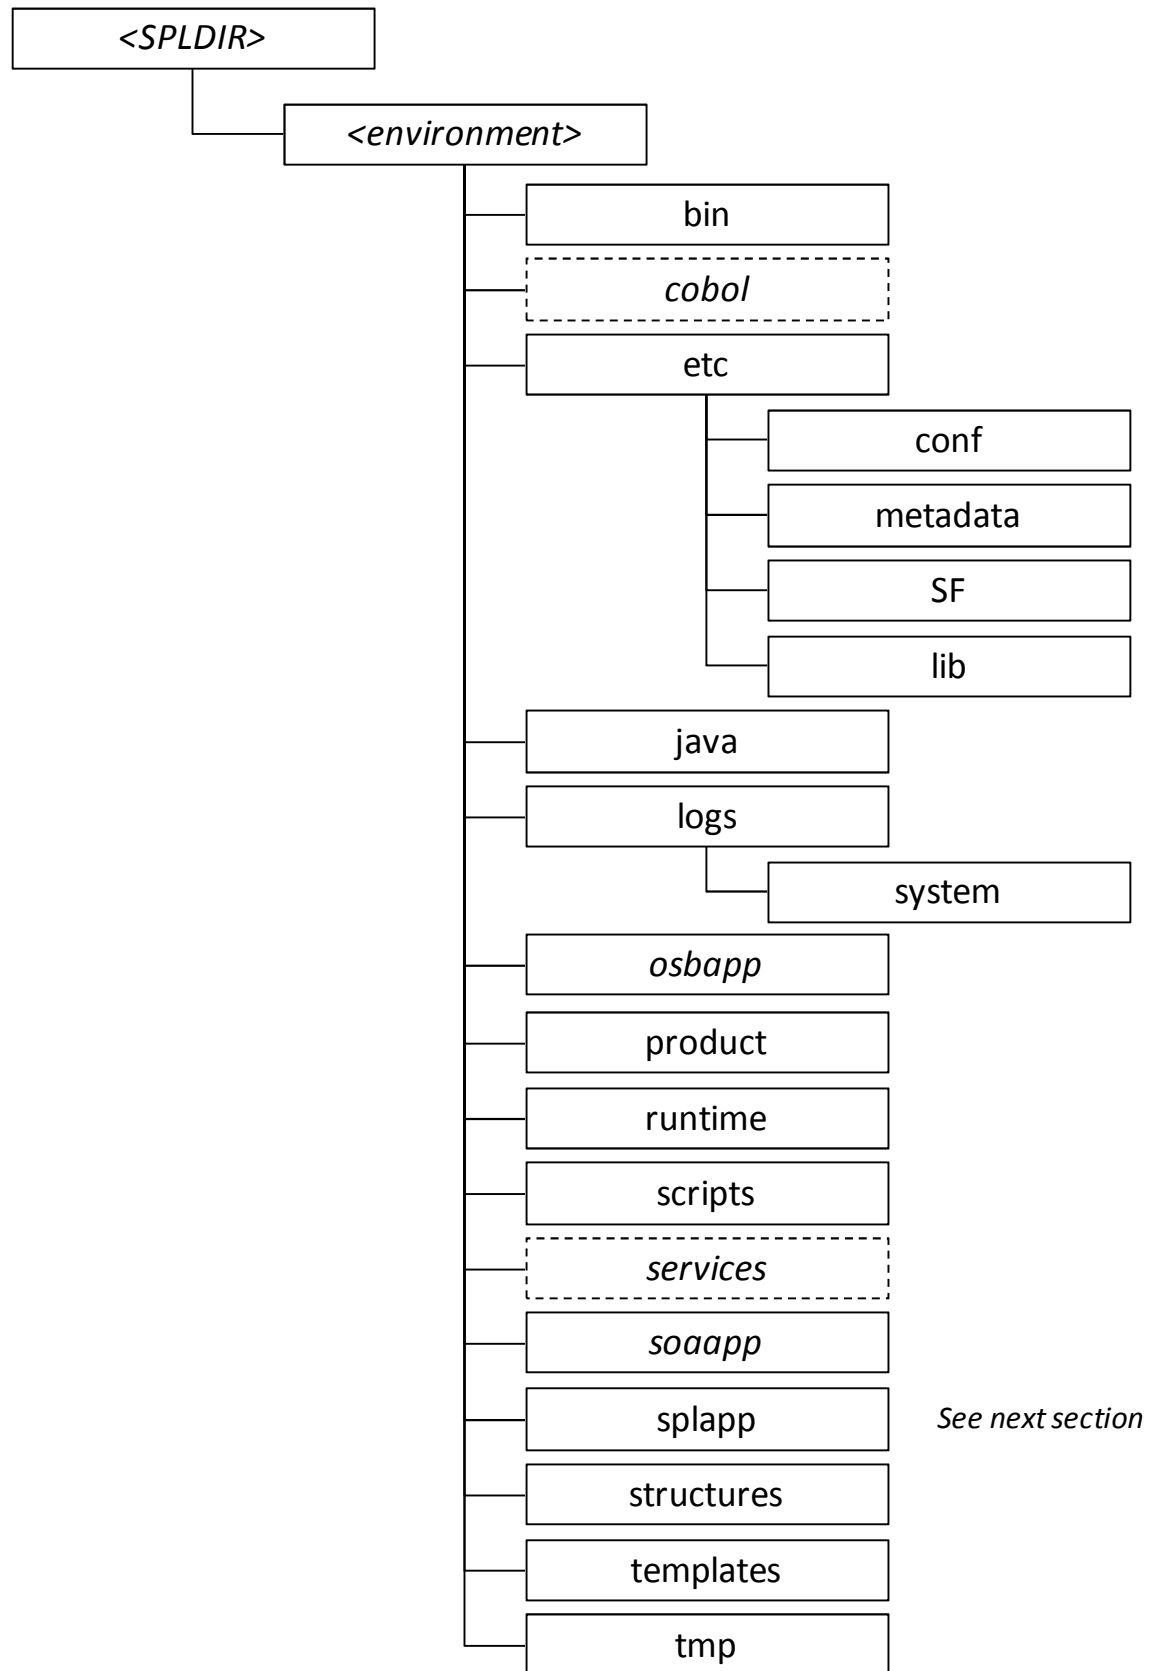 <SPLDIR>
<environment>
bin
cobol
etc
conf
metadata
SF
lib
java
logs
system
osbapp
product
runtime
scripts
services
soaapp
splapp
See next section
structures
templates
tmp